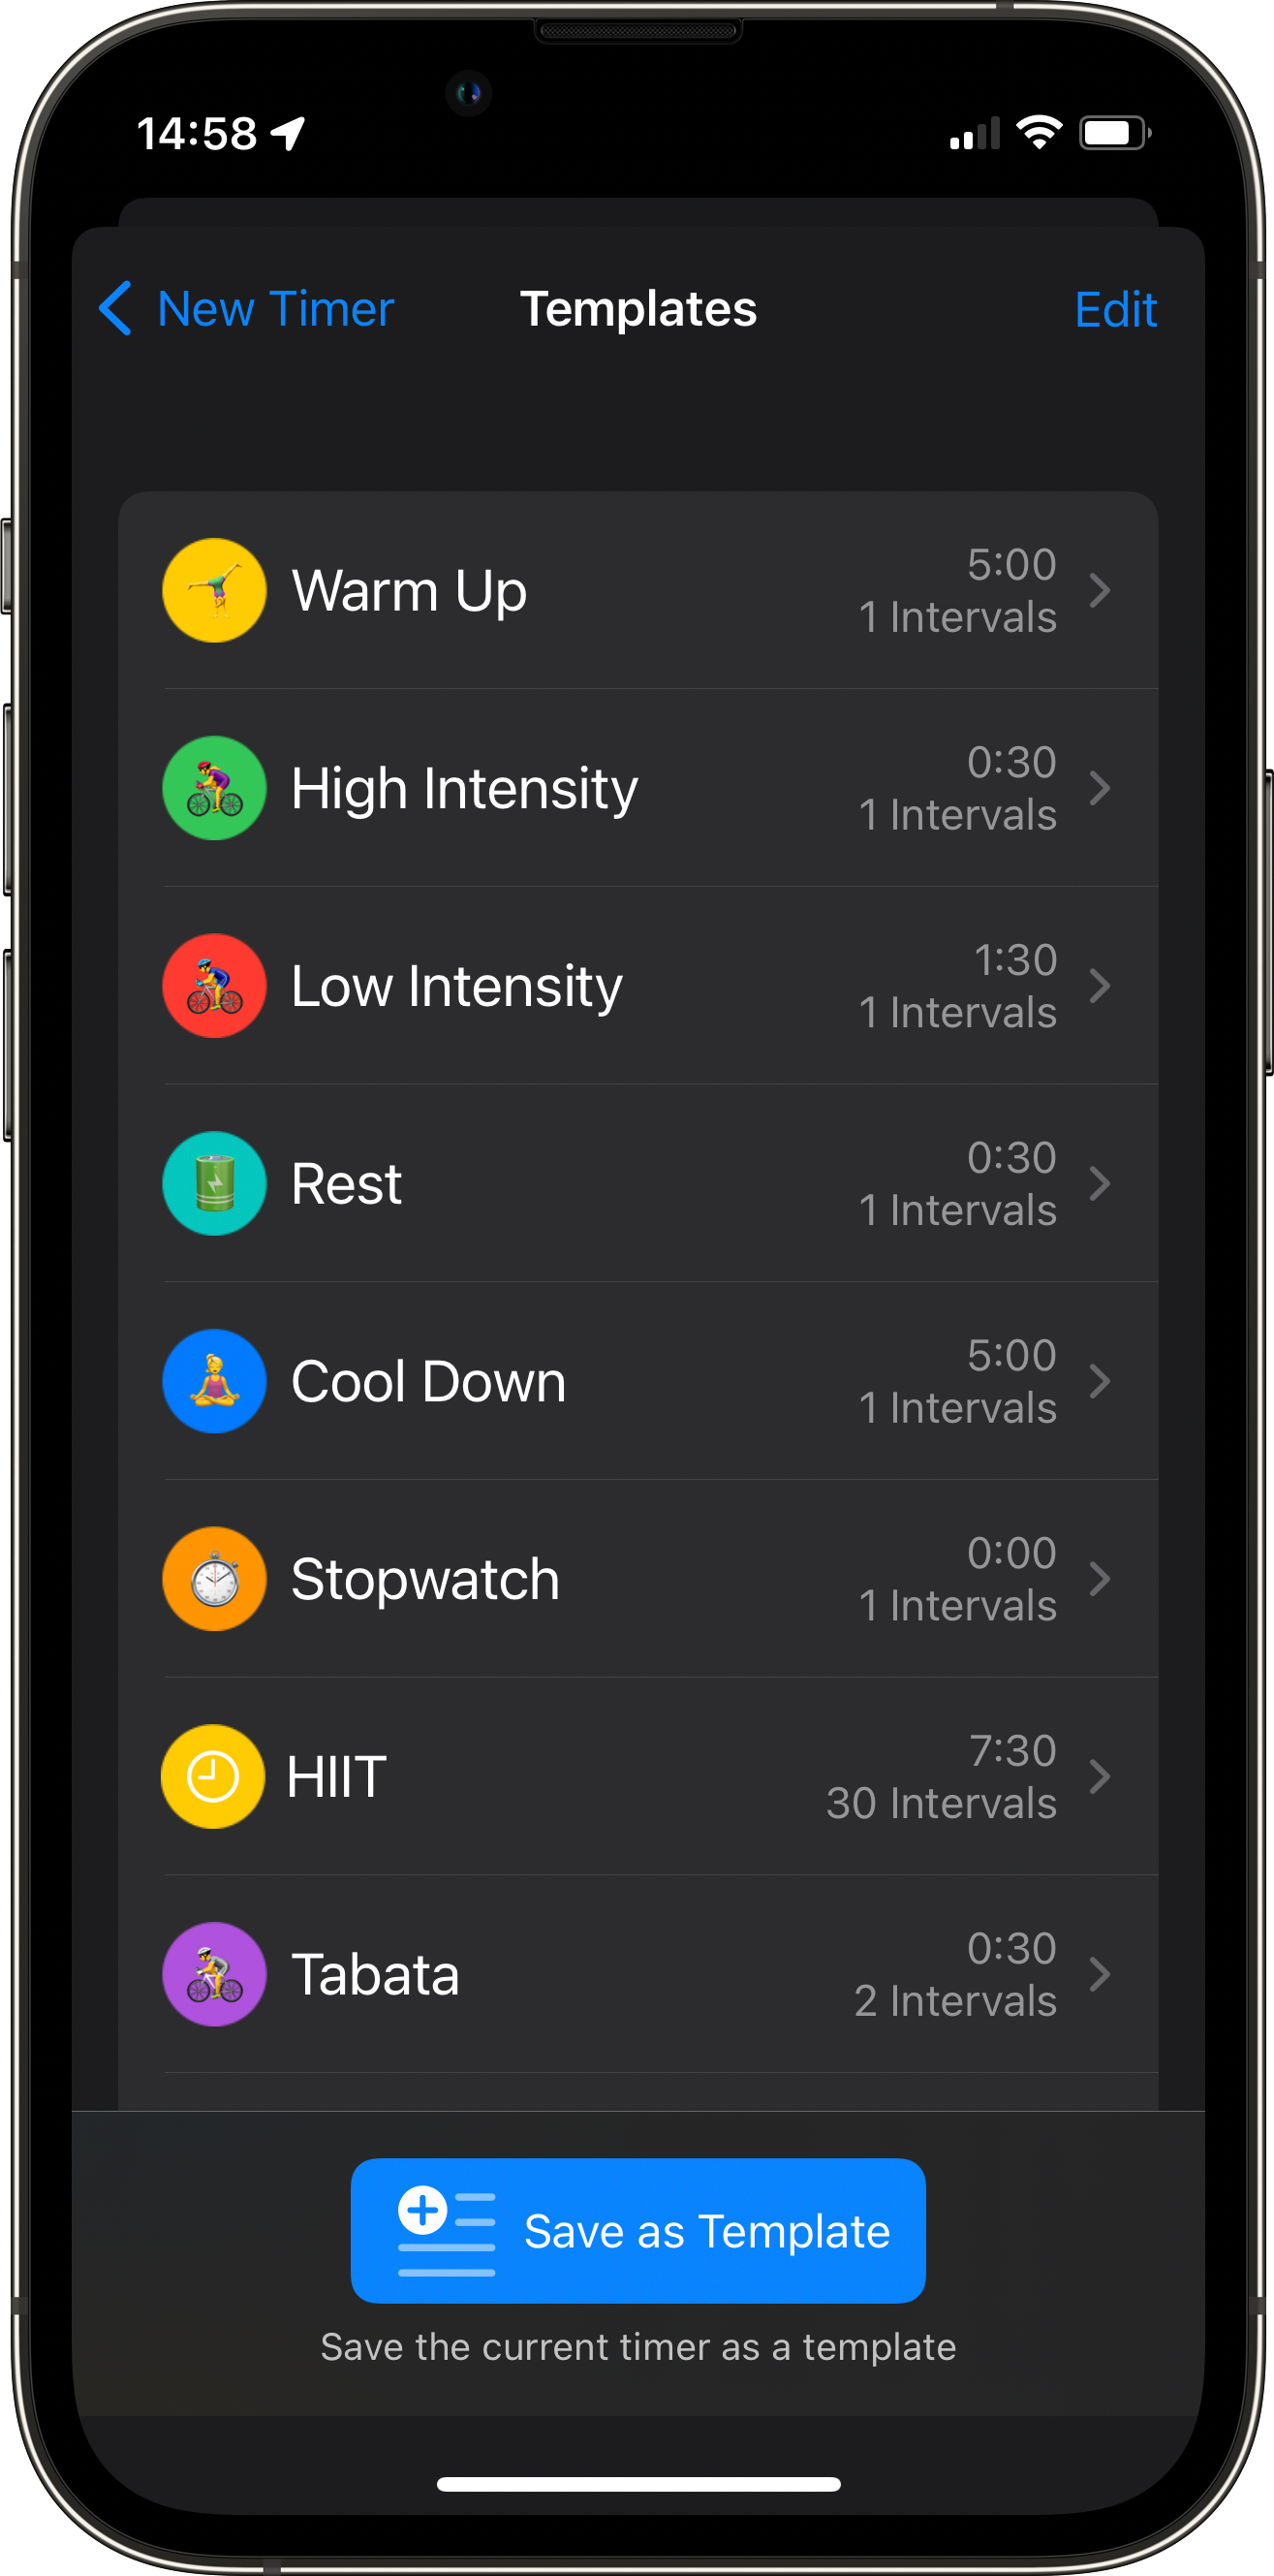 14:58
New Timer
Templates
Edit
Warm Up
5:00
1 Intervals
High Intensity
0:30
1 Intervals
Low Intensity
1:30
1 Intervals
Rest
0:30
1 Intervals
Cool Down
5:00
1 Intervals
Stopwatch
0:00
1 Intervals
HIIT
7:30
30 Intervals
Tabata
0:30
2 Intervals
Save as Template
Save the current timer as a template